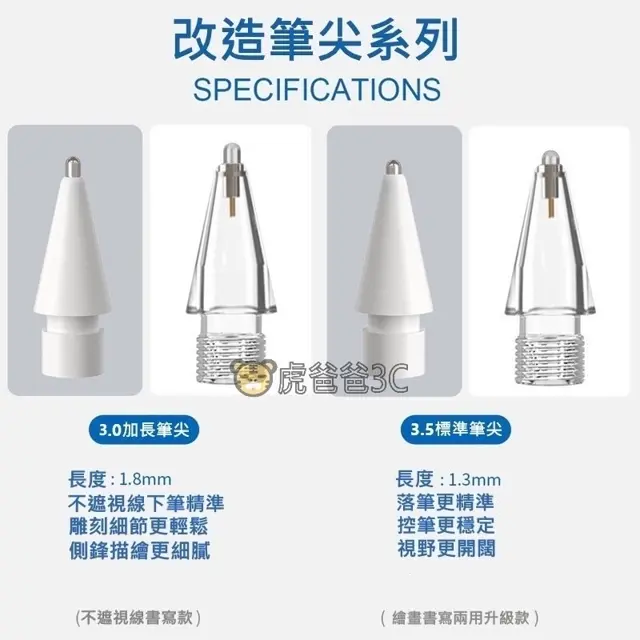 改造筆尖系列
SPECIFICATIONS
虎爸爸3C
3.0加長筆尖
長度 : 1.8mm
不遮視線下筆精準
雕刻細節更輕鬆
側鋒描繪更細膩
(不遮視線書寫款)
3.5標準筆尖
長度 : 1.3mm
落筆更精準
控筆更穩定
視野更開闊
( 繪畫書寫兩用升級款)